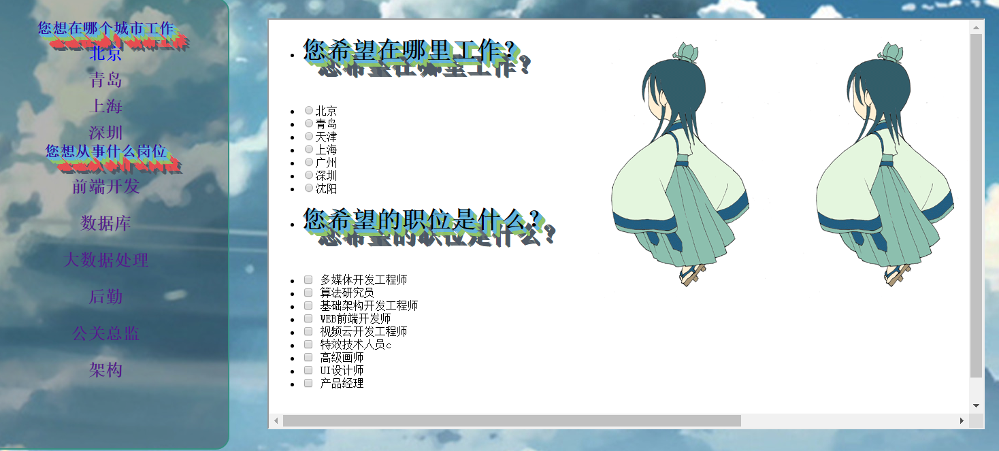 您想在哪个城市工作
北京
青岛
上海
深圳
您想从事什么岗位
前端开发
数据库
大数据处理
后勤
公关总监
架构
您希望在哪里工作？
北京
青岛
天津
上海
广州
深圳
沈阳
您希望的职位是什么？
多媒体开发工程师
算法研究员
基础架构开发工程师
WEB前端开发师
视频云开发工程师
特效技术人员c
高级画师
UI设计师
产品经理